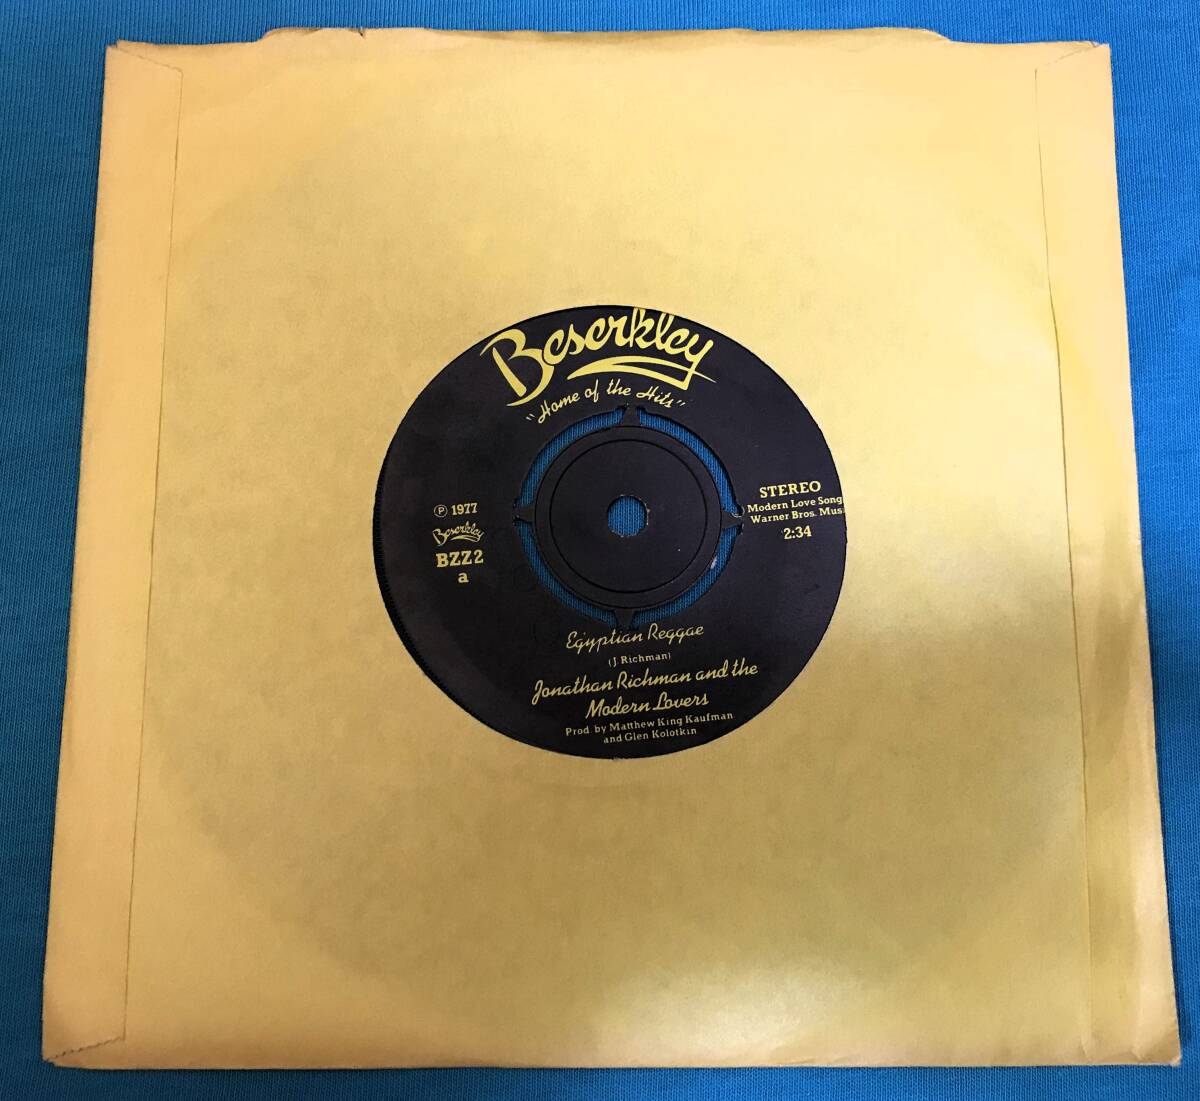 Beserkley
"Home of the Hits"
STEREO
Modern Love Song
Warner Bros. Mus
2:34
℗ 1977
Beserkley
BZZ2
a
Egyptian Reggae
(J. Richman)
Jonathan Richman and the
Modern Lovers
Prod. by Matthew King Kaufman
and Glen Kolotkin